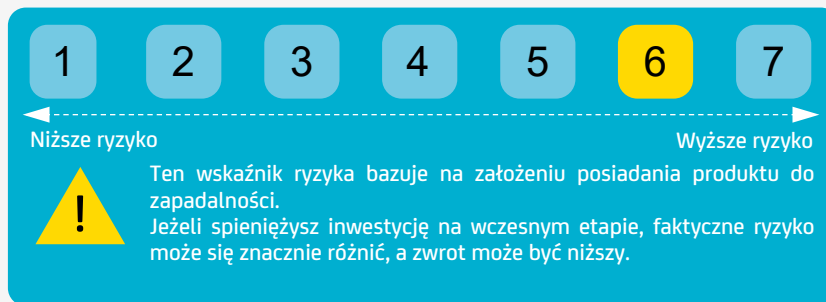 1 2 3 4 5 6 7
Niższe ryzyko Wyższe ryzyko
Ten wskaźnik ryzyka bazuje na założeniu posiadania produktu do
zapadalności.
! Jeżeli spieniężysz inwestycję na wczesnym etapie, faktyczne ryzyko
może się znacznie różnić, a zwrot może być niższy.